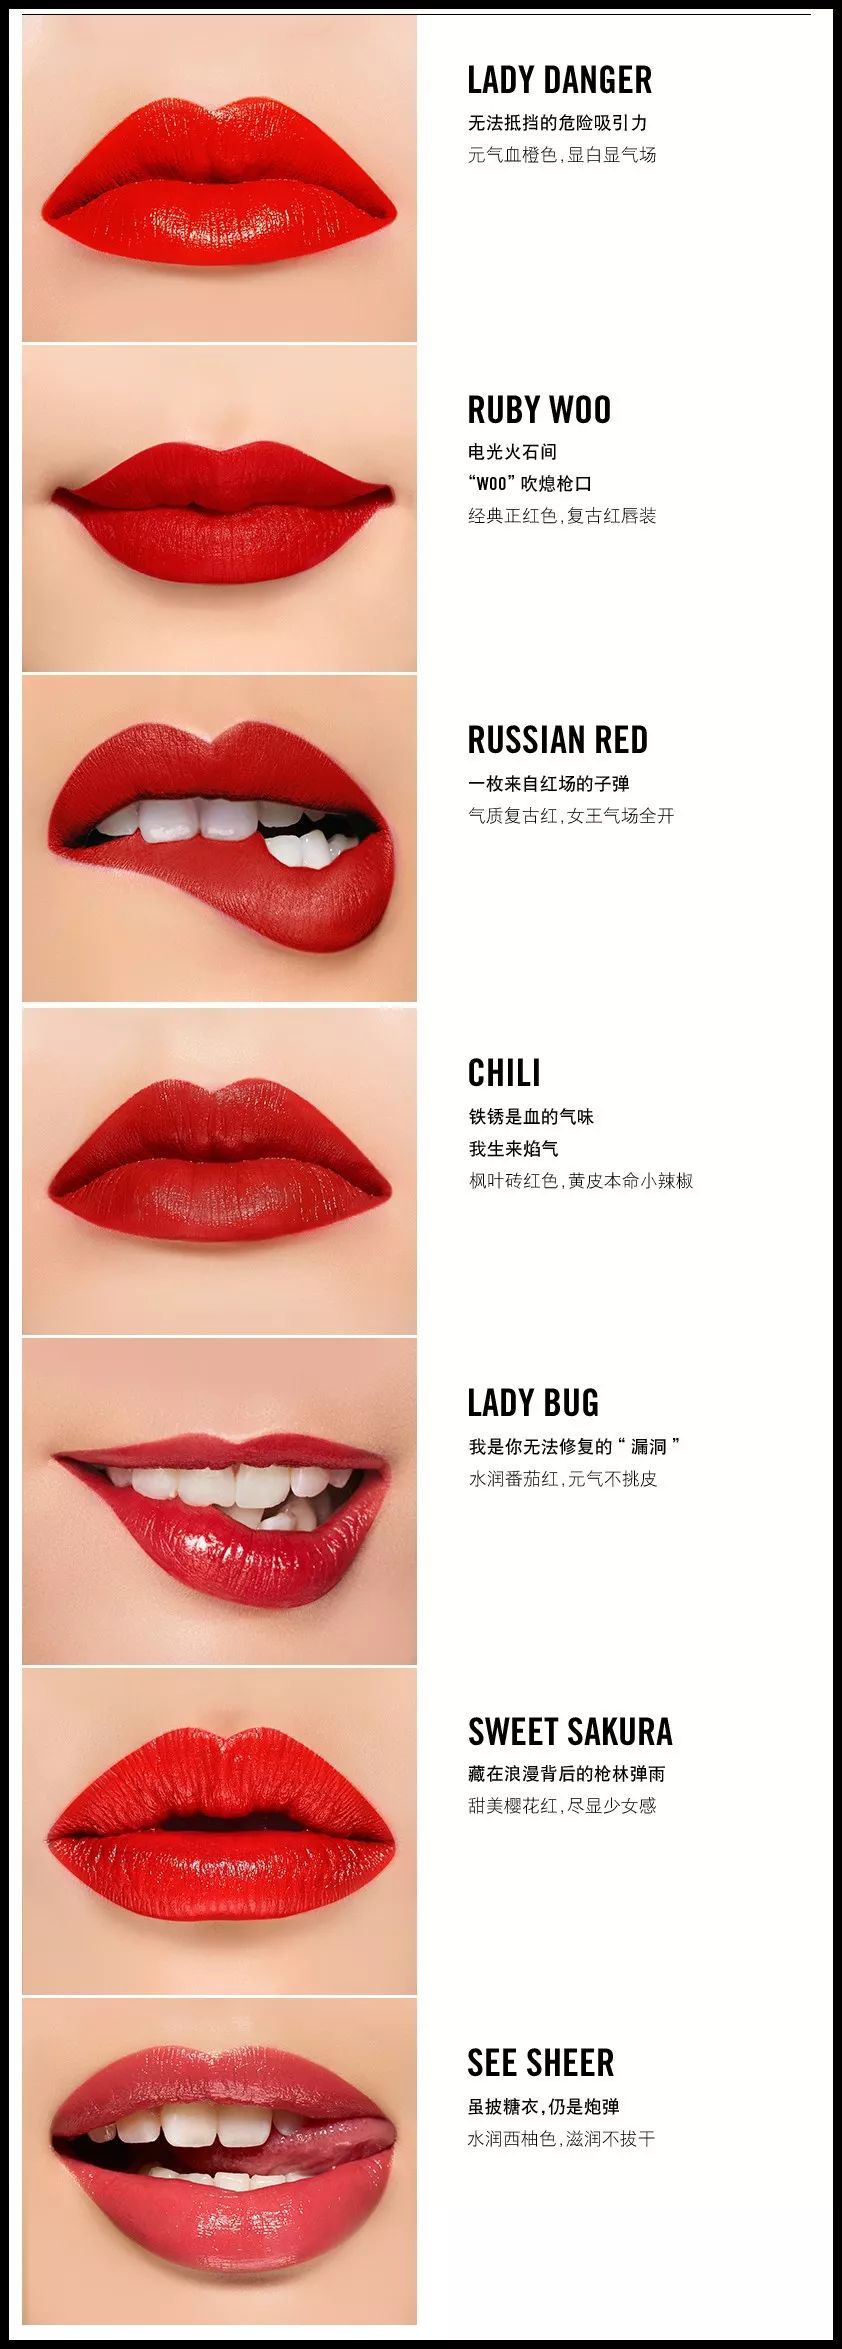 LADY DANGER
无法抵挡的危险吸引力
元气血橙色,显白显气场
RUBY WOO
电光火石间
“WOO” 吹熄枪口
经典正红色,复古红唇装
RUSSIAN RED
一枚来自红场的子弹
气质复古红,女王气场全开
CHILI
铁锈是血的气味
我生来焰气
枫叶砖红色,黄皮本命小辣椒
LADY BUG
我是你无法修复的 “ 漏洞 ”
水润番茄红,元气不挑皮
SWEET SAKURA
藏在浪漫背后的枪林弹雨
甜美樱花红,尽显少女感
SEE SHEER
虽披糖衣,仍是炮弹
水润西柚色,滋润不拔干